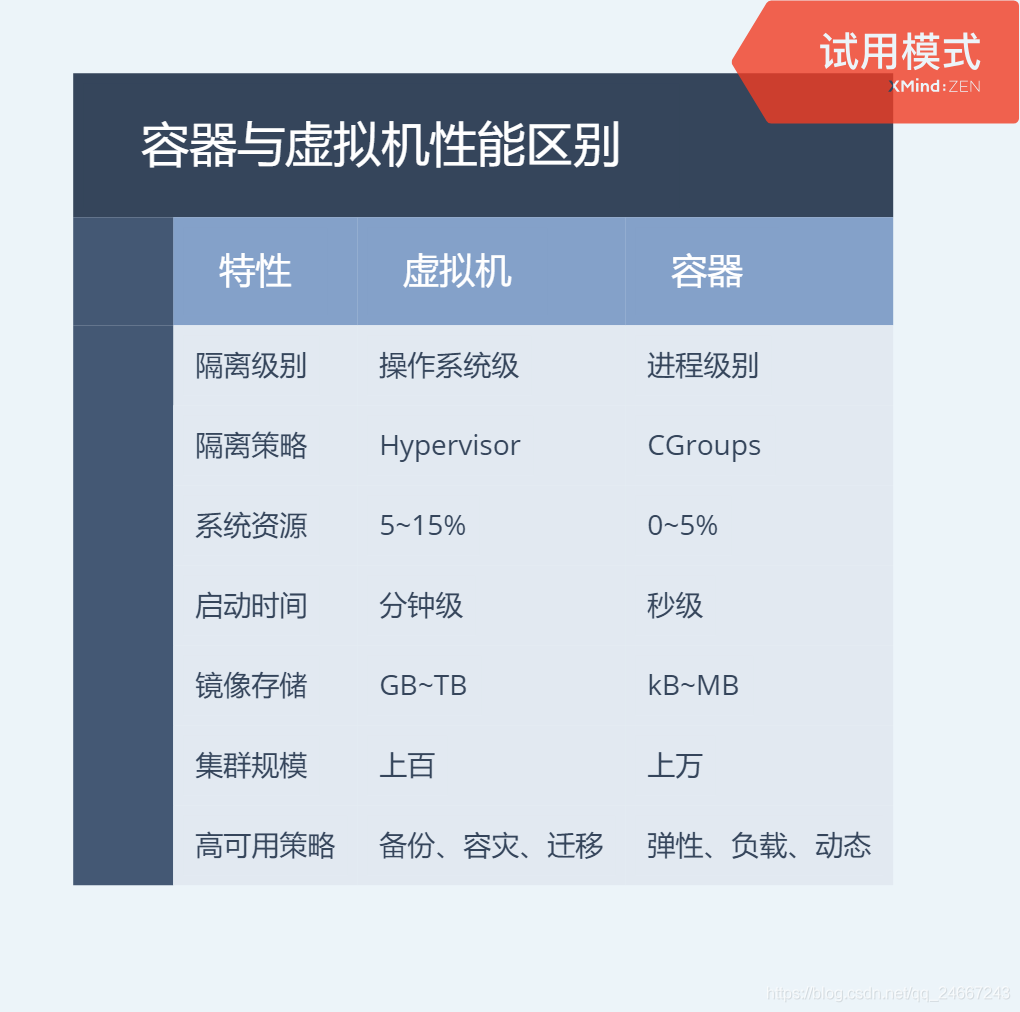 试用模式
XMind:ZEN
容器与虚拟机性能区别
特性 虚拟机 容器
隔离级别 操作系统级 进程级别
隔离策略 Hypervisor CGroups
系统资源 5~15% 0~5%
启动时间 分钟级 秒级
镜像存储 GB~TB kB~MB
集群规模 上百 上万
高可用策略 备份、容灾、迁移 弹性、负载、动态
https://blog.csdn.net/qq_24667243